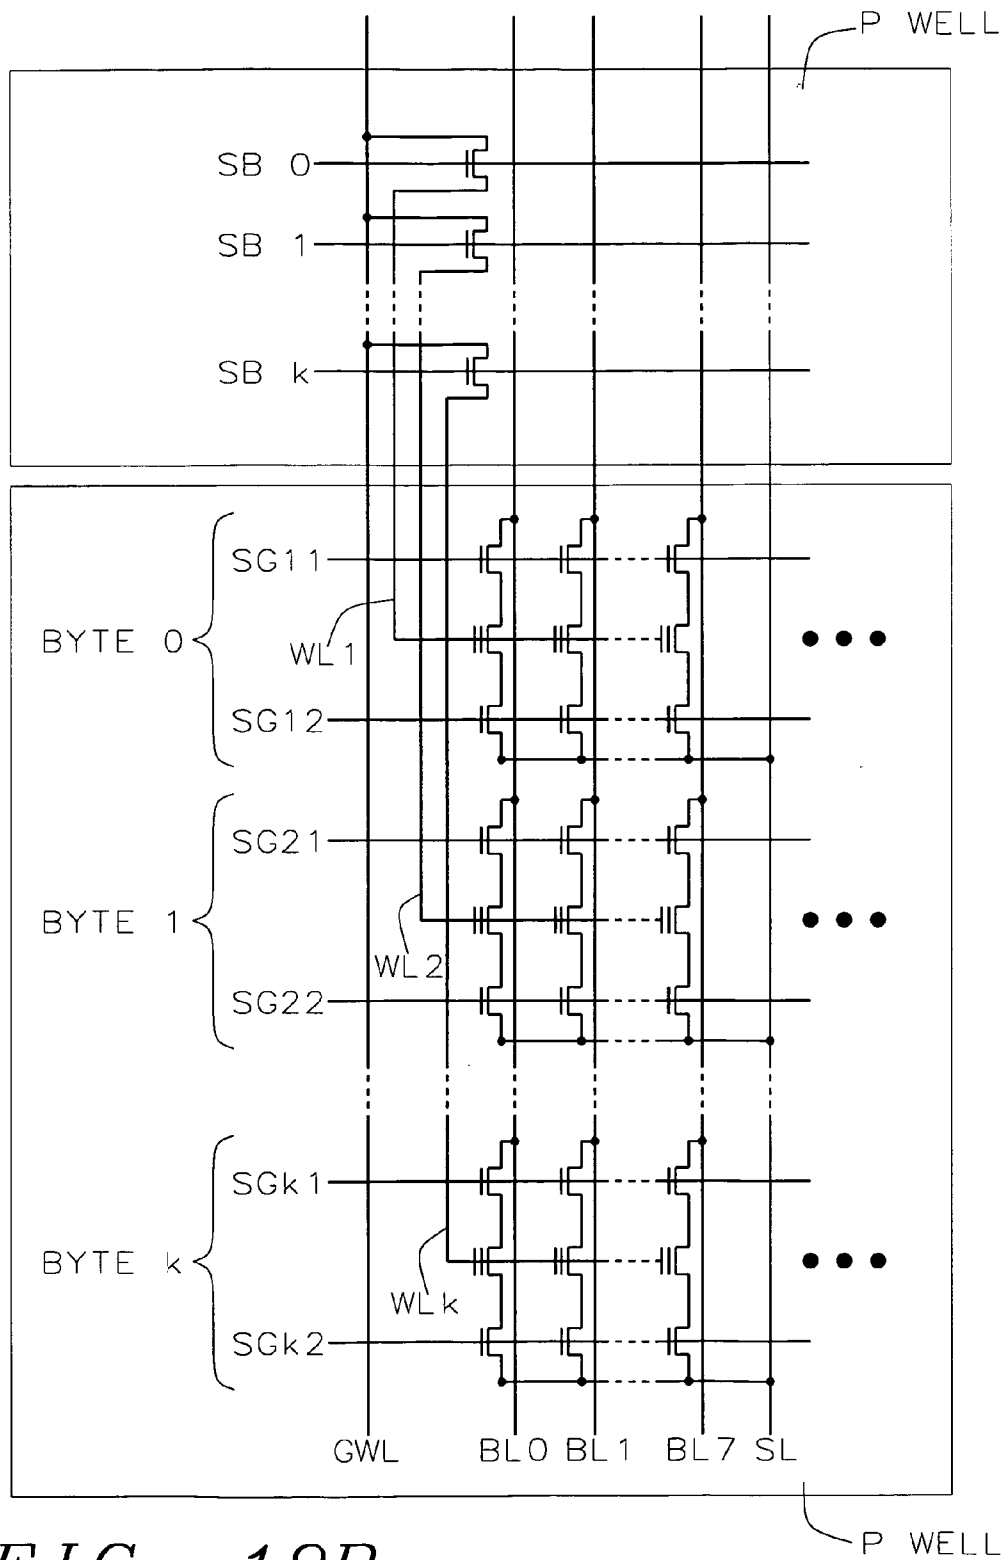 P WELL
SB 0
SB 1
SB k
SG11
BYTE 0
WL1
SG12
SG21
BYTE 1
WL2
SG22
SGk1
BYTE k
WLk
SGk2
GWL BL0 BL1 BL7 SL
P WELL